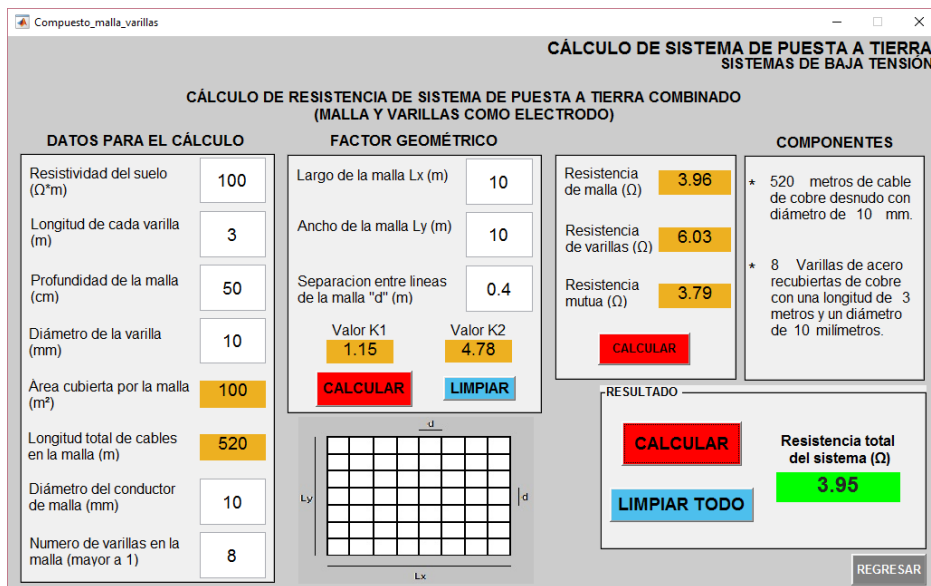 Compuesto_malla_varillas
CÁLCULO DE SISTEMA DE PUESTA A TIERRA
SISTEMAS DE BAJA TENSIÓN
CÁLCULO DE RESISTENCIA DE SISTEMA DE PUESTA A TIERRA COMBINADO
(MALLA Y VARILLAS COMO ELECTRODO)
DATOS PARA EL CÁLCULO
Resistividad del suelo
(Ω*m)
100
Longitud de cada varilla
(m)
3
Profundidad de la malla
(cm)
50
Diámetro de la varilla
(mm)
10
Área cubierta por la malla
(m²)
100
Longitud total de cables
en la malla (m)
520
Diámetro del conductor
de malla (mm)
10
Numero de varillas en la
malla (mayor a 1)
8
FACTOR GEOMÉTRICO
Largo de la malla Lx (m)
10
Ancho de la malla Ly (m)
10
Separacion entre lineas
de la malla "d" (m)
0.4
Valor K1
Valor K2
1.15
4.78
CALCULAR
LIMPIAR
d
Ly
d
Lx
Resistencia
de malla (Ω)
3.96
Resistencia
de varillas (Ω)
6.03
Resistencia
mutua (Ω)
3.79
CALCULAR
COMPONENTES
* 520 metros de cable
de cobre desnudo con
diámetro de 10 mm.
* 8 Varillas de acero
recubiertas de cobre
con una longitud de 3
metros y un diámetro
de 10 milímetros.
RESULTADO
CALCULAR
LIMPIAR TODO
Resistencia total
del sistema (Ω)
3.95
REGRESAR